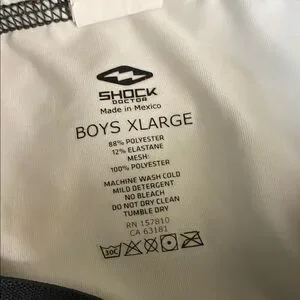 SHOCK
DOCTOR
Made in Mexico
BOYS XLARGE
88% POLYESTER
12% ELASTANE
MESH:
100% POLYESTER
MACHINE WASH COLD
MILD DETERGENT
NO BLEACH
DO NOT DRY CLEAN
TUMBLE DRY
RN 157810
CA 63181
30C